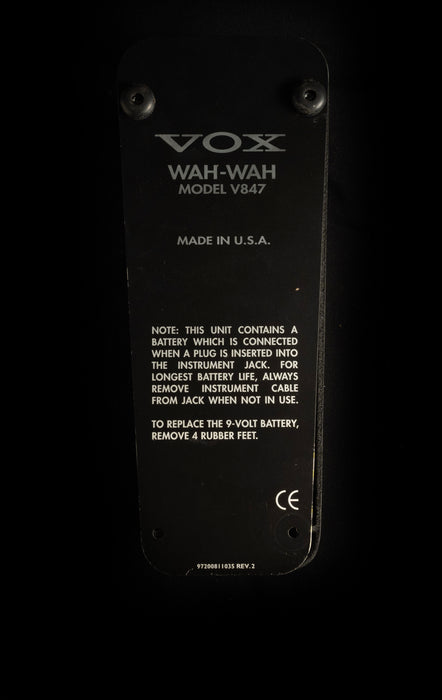 VOX
WAH-WAH
MODEL V847
MADE IN U.S.A.
NOTE: THIS UNIT CONTAINS A
BATTERY WHICH IS CONNECTED
WHEN A PLUG IS INSERTED INTO
THE INSTRUMENT JACK. FOR
LONGEST BATTERY LIFE, ALWAYS
REMOVE INSTRUMENT CABLE
FROM JACK WHEN NOT IN USE.
TO REPLACE THE 9-VOLT BATTERY,
REMOVE 4 RUBBER FEET.
CE
97200811035 REV.2